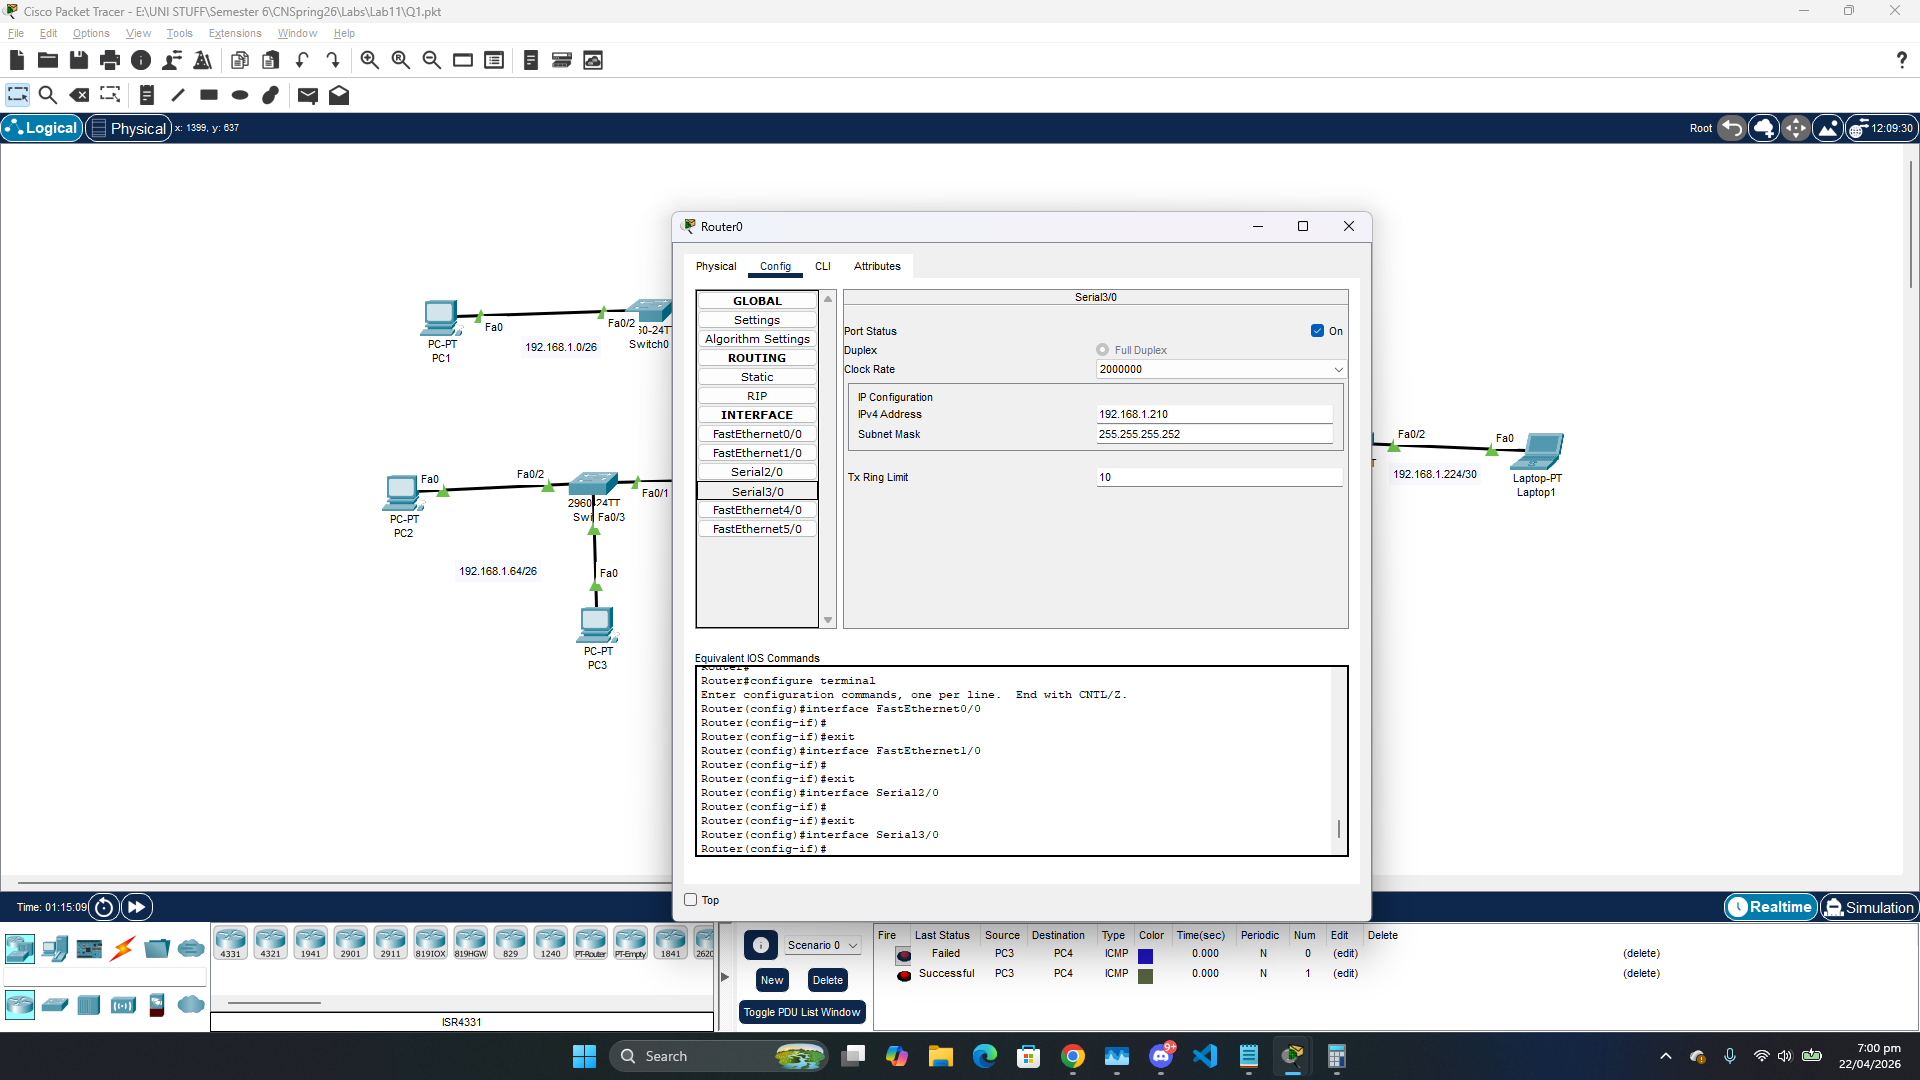 Cisco Packet Tracer - E:\UNI STUFF\Semester 6\CNSpring26\Labs\Lab11\Q1.pkt
File Edit Options View Tools Extensions Window Help
?
Logical Physical x: 1399, y: 637 Root 12:09:30
Router0
Physical Config CLI Attributes
GLOBAL
Settings
Algorithm Settings
ROUTING
Static
RIP
INTERFACE
FastEthernet0/0
FastEthernet1/0
Serial2/0
Serial3/0
FastEthernet4/0
FastEthernet5/0
Serial3/0
Port Status On
Duplex Full Duplex
Clock Rate 2000000
IP Configuration
IPv4 Address 192.168.1.210
Subnet Mask 255.255.255.252
Tx Ring Limit 10
Equivalent IOS Commands
Router#
Router#configure terminal
Enter configuration commands, one per line. End with CNTL/Z.
Router(config)#interface FastEthernet0/0
Router(config-if)#
Router(config-if)#exit
Router(config)#interface FastEthernet1/0
Router(config-if)#
Router(config-if)#exit
Router(config)#interface Serial2/0
Router(config-if)#
Router(config-if)#exit
Router(config)#interface Serial3/0
Router(config-if)#
Top
Fa0
Fa0/2
60-24TT
PC-PT
PC1
192.168.1.0/26
Switch0
Fa0
Fa0/2
Fa0/1
2960-24TT
Swi Fa0/3
PC-PT
PC2
192.168.1.64/26
Fa0
PC-PT
PC3
Fa0/2
Fa0
T
192.168.1.224/30
Laptop-PT
Laptop1
Time: 01:15:09 Realtime Simulation
4331 4321 1941 2901 2911 819IOX 819HGW 829 1240 PT-Router PT-Empty 1841 2620
ISR4331
Scenario 0
New Delete
Toggle PDU List Window
Fire Last Status Source Destination Type Color Time(sec) Periodic Num Edit Delete
Failed PC3 PC4 ICMP 0.000 N 0 (edit) (delete)
Successful PC3 PC4 ICMP 0.000 N 1 (edit) (delete)
Search
9+
7:00 pm
22/04/2026